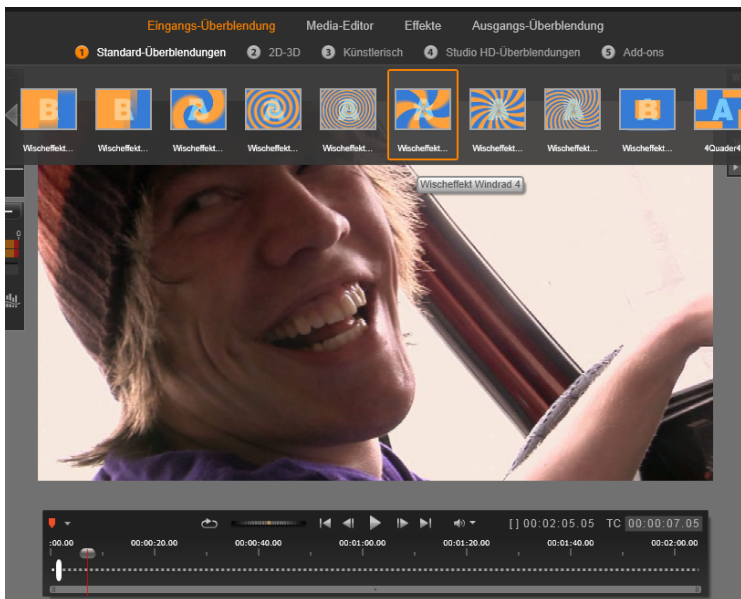 Eingangs-Überblendung Media-Editor Effekte Ausgangs-Überblendung
1 Standard-Überblendungen 2 2D-3D 3 Künstlerisch 4 Studio HD-Überblendungen 5 Add-ons
B B A A A A A A B A
Wischeffekt... Wischeffekt... Wischeffekt... Wischeffekt... Wischeffekt... Wischeffekt... Wischeffekt... Wischeffekt... Wischeffekt... 4Quader4
Wischeffekt Windrad 4
0
[ ] 00:02:05.05 TC 00:00:07.05
:00.00 00:00:20.00 00:00:40.00 00:01:00.00 00:01:20.00 00:01:40.00 00:02:00.00